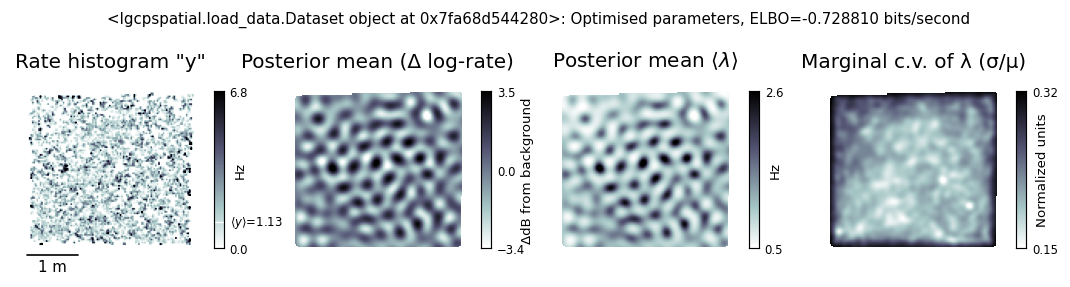 <lgcpspatial.load_data.Dataset object at 0x7fa68d544280>: Optimised parameters, ELBO=-0.728810 bits/second
Rate histogram "y"
6.8
Hz
⟨y⟩=1.13
0.0
1 m
Posterior mean (Δ log-rate)
3.5
0.0
−3.4
ΔdB from background
Posterior mean ⟨λ⟩
2.6
Hz
0.5
Marginal c.v. of λ (σ/μ)
0.32
Normalized units
0.15